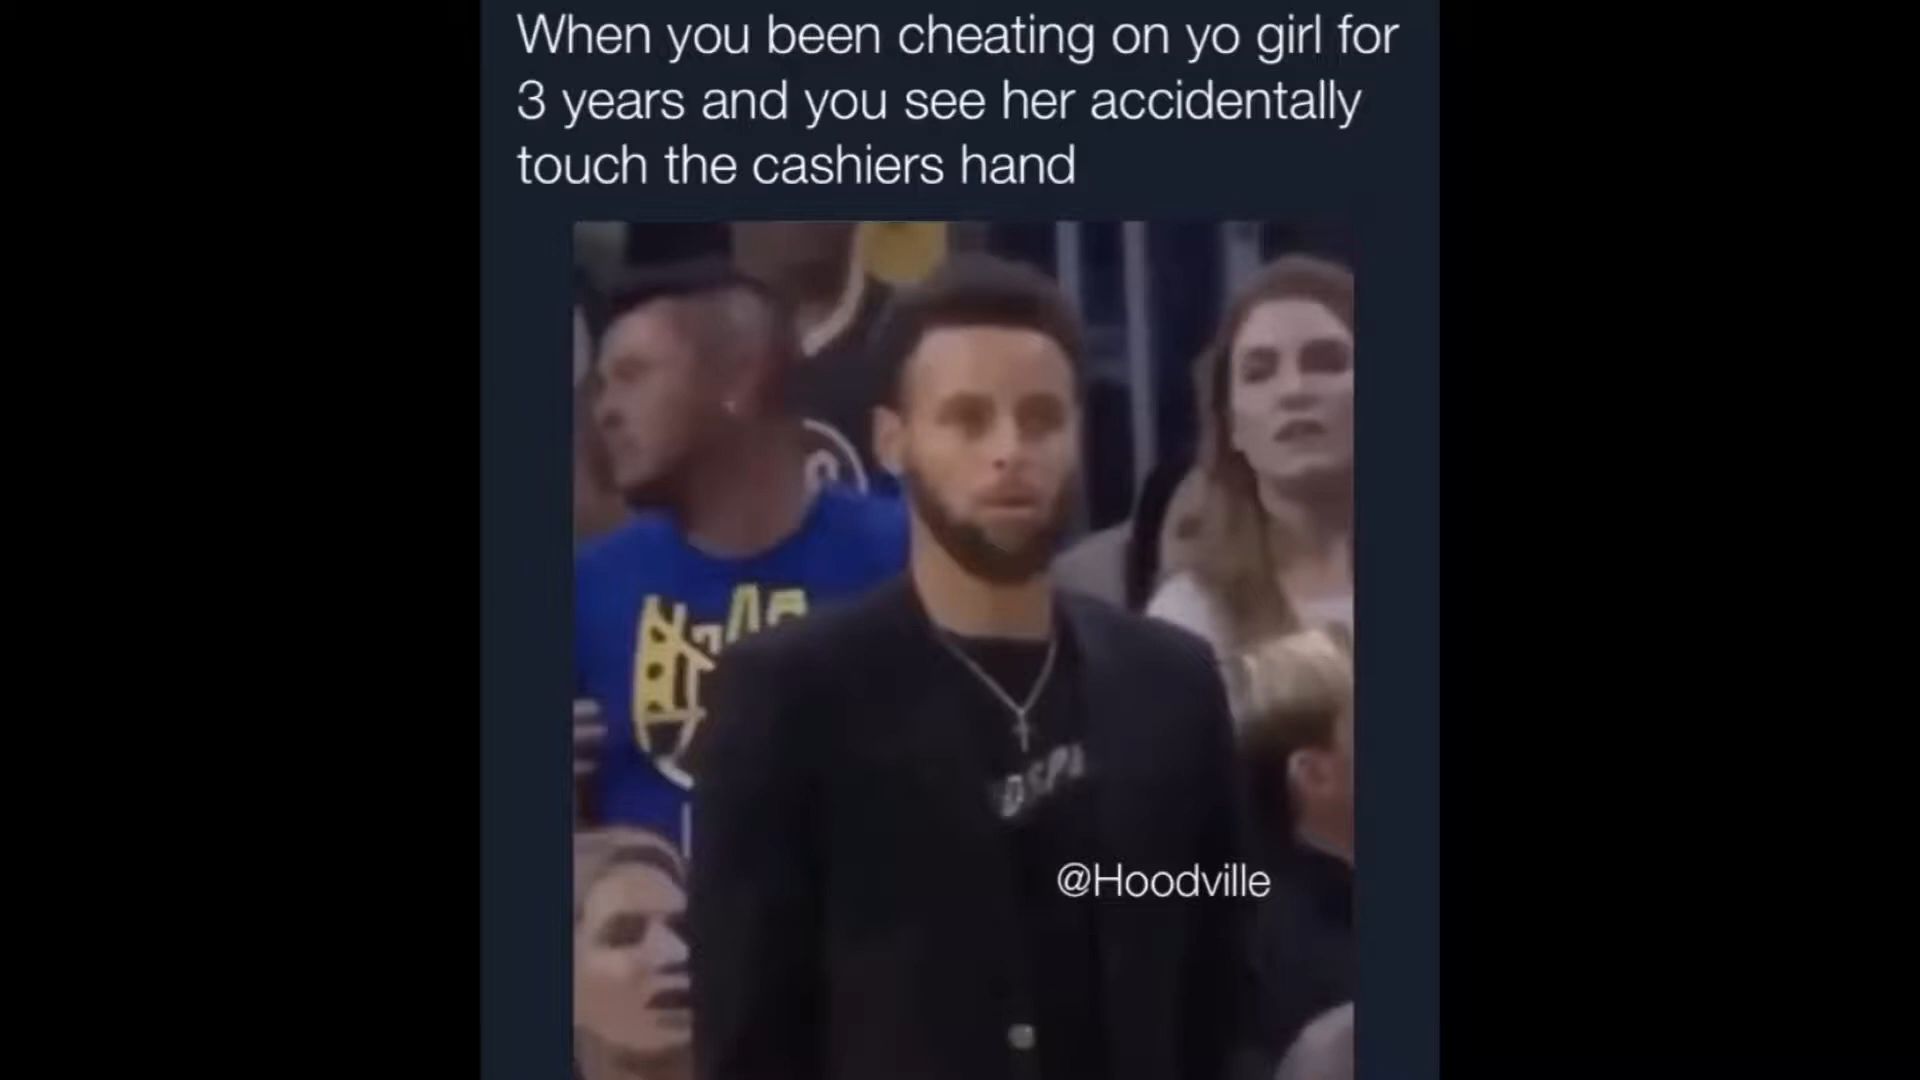 When you been cheating on yo girl for
3 years and you see her accidentally
touch the cashiers hand
@Hoodville